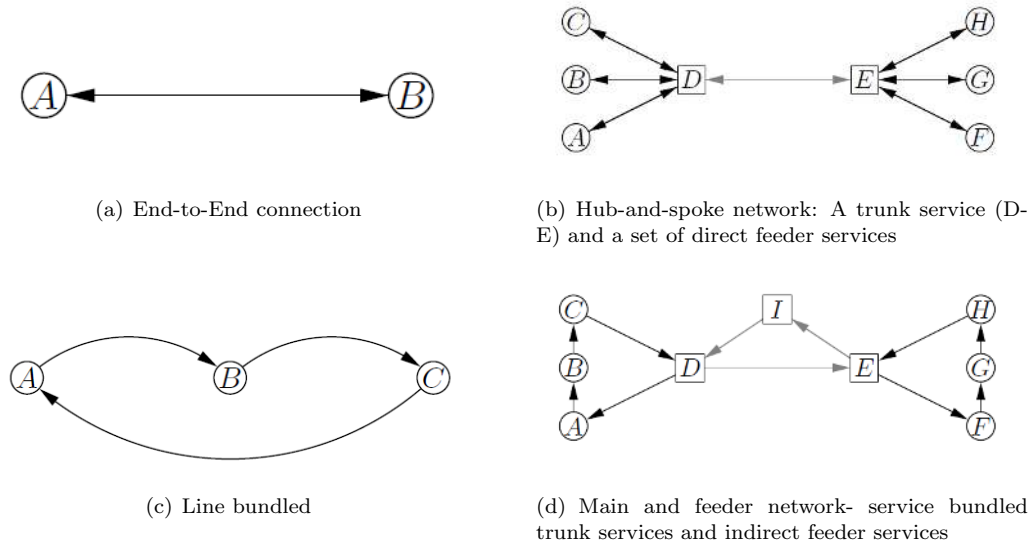 A B
(a) End-to-End connection
C H
B D E G
A F
(b) Hub-and-spoke network: A trunk service (D-
E) and a set of direct feeder services
A B C
(c) Line bundled
C I H
B D E G
A F
(d) Main and feeder network- service bundled
trunk services and indirect feeder services